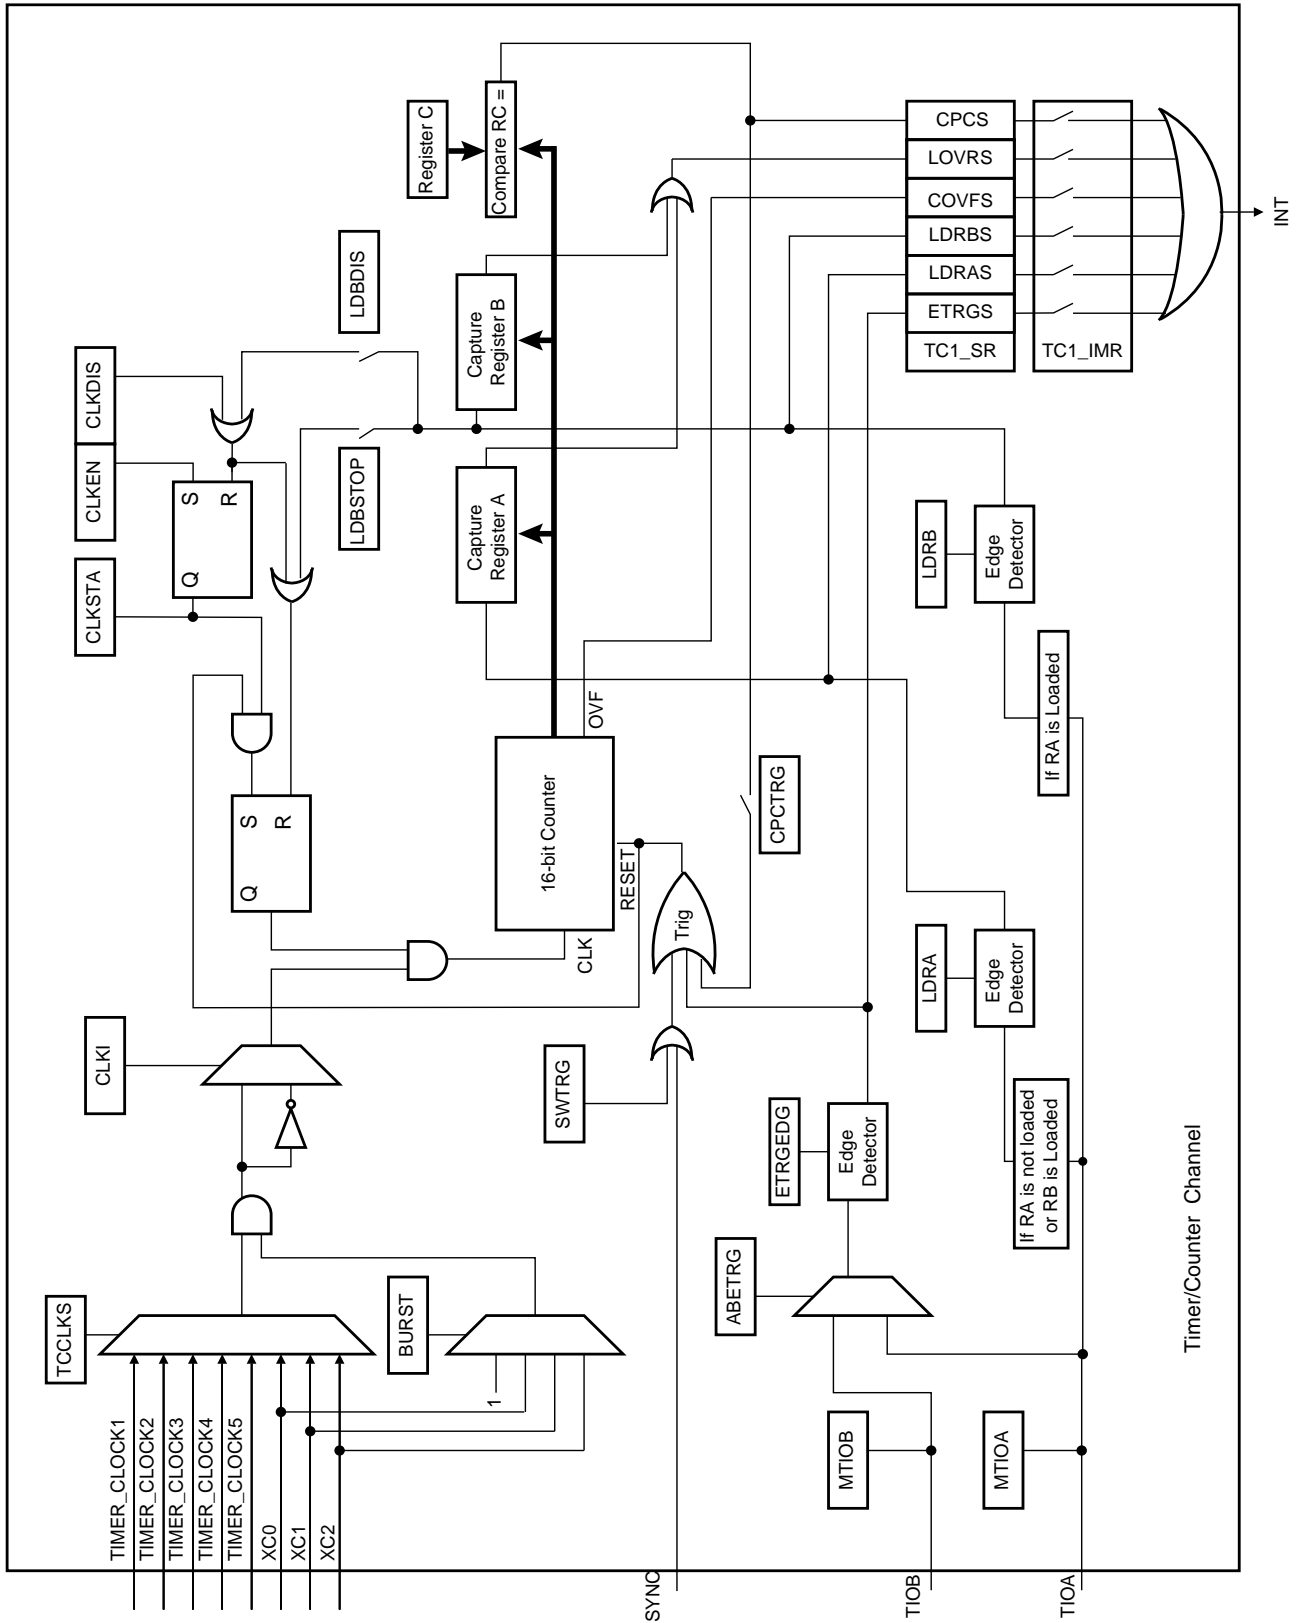 TCCLKS
TIMER_CLOCK1
TIMER_CLOCK2
TIMER_CLOCK3
TIMER_CLOCK4
TIMER_CLOCK5
XC0
XC1
XC2
CLKI
BURST
1
CLKSTA
CLKEN
CLKDIS
Q
S
R
Q
S
R
LDBSTOP
LDBDIS
SYNC
SWTRG
CLK
16-bit Counter
OVF
RESET
Trig
Capture
Register A
Capture
Register B
Register C
Compare RC =
CPCTRG
TIOB
MTIOB
TIOA
MTIOA
ABETRG
ETRGEDG
Edge
Detector
LDRA
Edge
Detector
If RA is not loaded
or RB is Loaded
LDRB
Edge
Detector
If RA is Loaded
CPCS
LOVRS
COVFS
LDRBS
LDRAS
ETRGS
TC1_SR
TC1_IMR
INT
Timer/Counter Channel